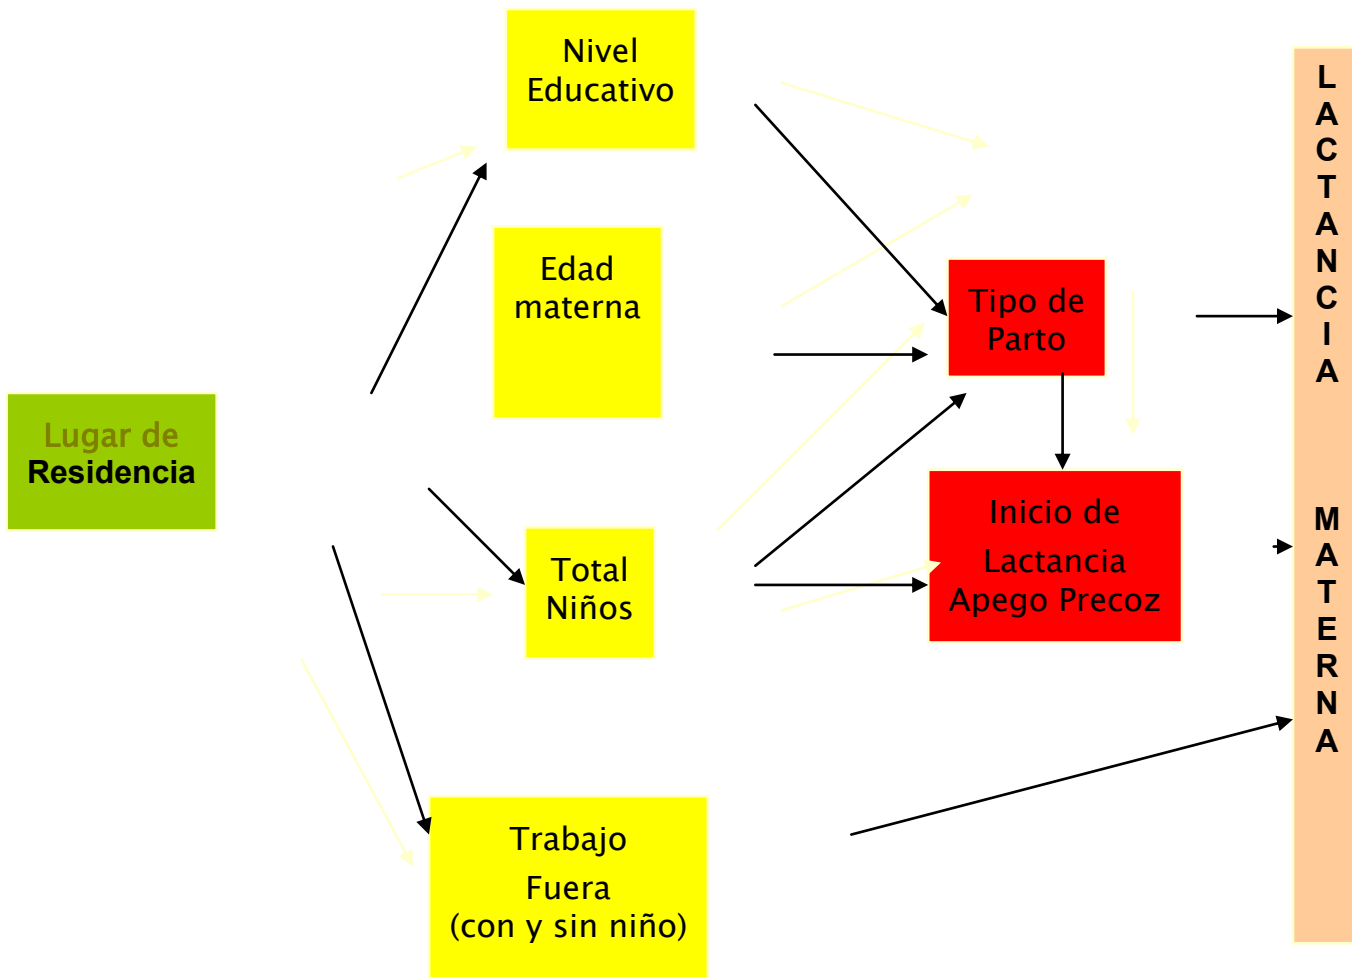 Nivel
Educativo
Edad
materna
Lugar de
Residencia
Total
Niños
Trabajo
Fuera
(con y sin niño)
Tipo de
Parto
Inicio de
Lactancia
Apego Precoz
L
A
C
T
A
N
C
I
A
M
A
T
E
R
N
A